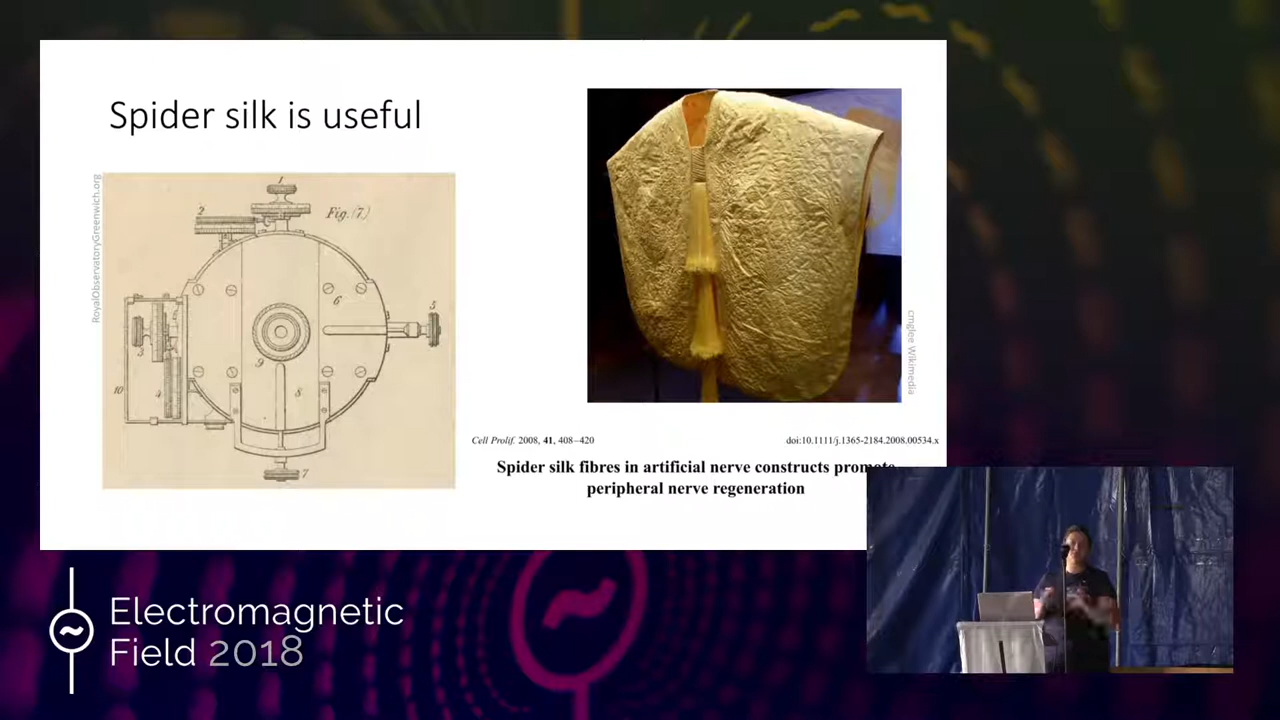 Spider silk is useful
RoyalObservatoryGreenwich.org
Fig. (7.)
1
2
3
4
5
6
7
8
9
10
cmglee Wikimedia
Cell Prolif. 2008, 41, 408–420
doi:10.1111/j.1365-2184.2008.00534.x
Spider silk fibres in artificial nerve constructs promote
peripheral nerve regeneration
Electromagnetic
Field 2018